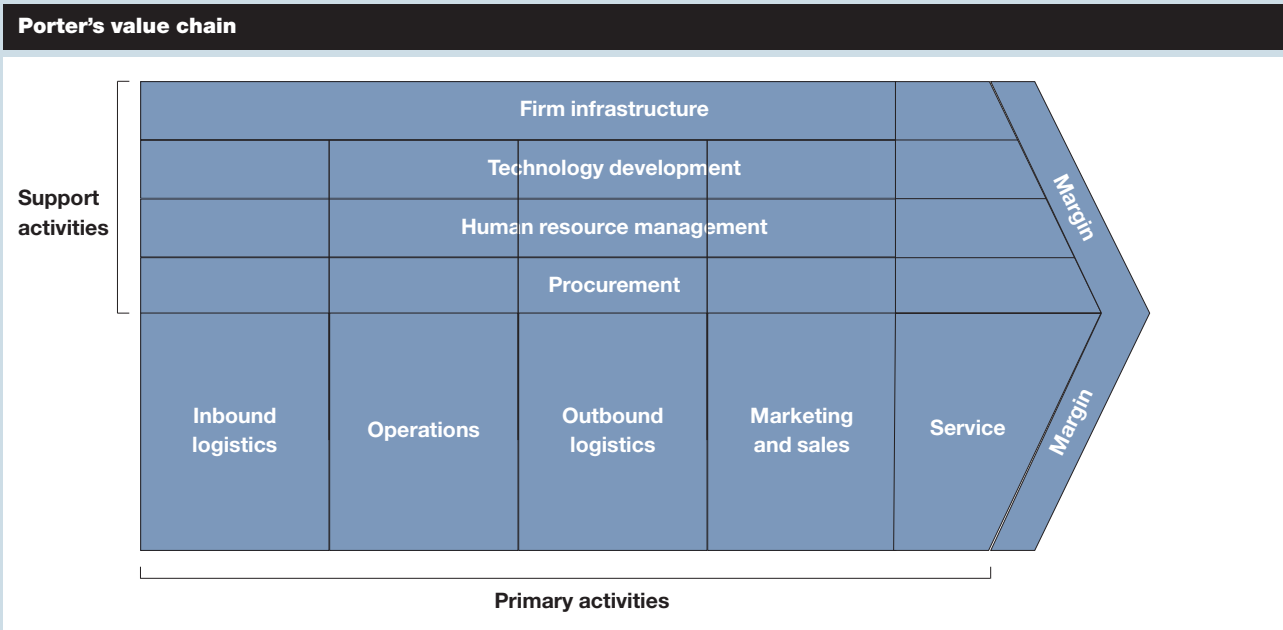 Porter’s value chain
Firm infrastructure
Technology development
Human resource management
Procurement
Support
activities
Margin
Inbound
logistics
Operations
Outbound
logistics
Marketing
and sales
Service
Margin
Primary activities